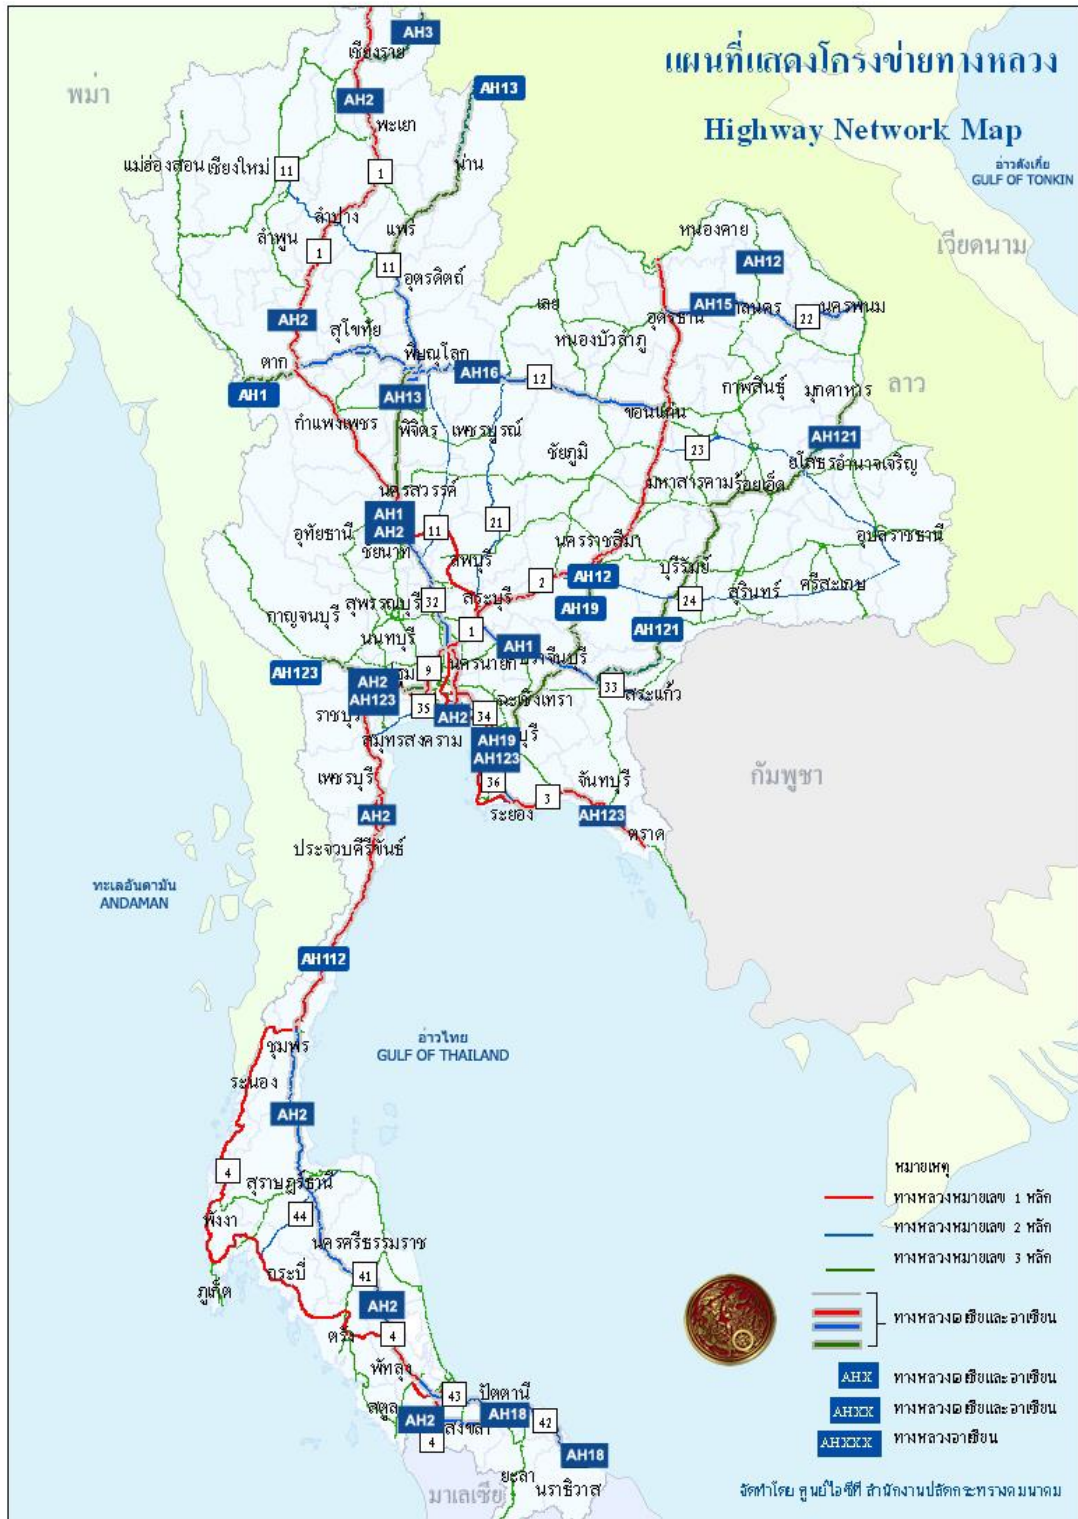 แผนที่แสดงโครงข่ายทางหลวง
Highway Network Map
AH3
เชียงราย
พม่า
AH2
AH13
พะเยา
อ่าวตังเกี๋ย
GULF OF TONKIN
แม่ฮ่องสอน
เชียงใหม่
11
1
น่าน
ลำปาง
แพร่
หนองคาย
เวียดนาม
ลำพูน
1
11
อุตรดิตถ์
AH12
เลย
AH15
22
นครพนม
AH2
สุโขทัย
หนองบัวลำภู
ตาก
พิษณุโลก
AH16
12
กาฬสินธุ์
มุกดาหาร
ลาว
AH1
AH13
กำแพงเพชร
พิจิตร
เพชรบูรณ์
ขอนแก่น
AH121
ชัยภูมิ
23
ยโสธร
อำนาจเจริญ
มหาสารคาม
ร้อยเอ็ด
นครสวรรค์
AH1
AH2
11
21
อุทัยธานี
ชัยนาท
นครราชสีมา
อุบลราชธานี
ลพบุรี
บุรีรัมย์
สุรินทร์
ศรีสะเกษ
2
AH12
สุพรรณบุรี
32
สระบุรี
AH19
24
กาญจนบุรี
นนทบุรี
1
AH1
AH121
AH123
9
นครนายก
AH2
AH123
33
สระแก้ว
ฉะเชิงเทรา
35
AH2
34
ราชบุรี
สมุทรสงคราม
AH19
AH123
เพชรบุรี
36
3
จันทบุรี
กัมพูชา
ระยอง
AH2
AH123
ตราด
ประจวบคีรีขันธ์
ทะเลอันดามัน
ANDAMAN
AH112
อ่าวไทย
GULF OF THAILAND
ชุมพร
ระนอง
AH2
4
สุราษฎร์ธานี
หมายเหตุ
ทางหลวงหมายเลข 1 หลัก
พังงา
44
นครศรีธรรมราช
ทางหลวงหมายเลข 2 หลัก
ทางหลวงหมายเลข 3 หลัก
กระบี่
41
ภูเก็ต
AH2
ทางหลวงเอเชียและอาเซียน
ตรัง
4
พัทลุง
AHX ทางหลวงเอเชียและอาเซียน
43
ปัตตานี
สตูล
AHXX ทางหลวงเอเชียและอาเซียน
AH2
AH18
42
สงขลา
AHXXX ทางหลวงอาเซียน
4
AH18
ยะลา
นราธิวาส
มาเลเซีย
จัดทำโดย ศูนย์ไอซีที สำนักงานปลัดกระทรวงคมนาคม